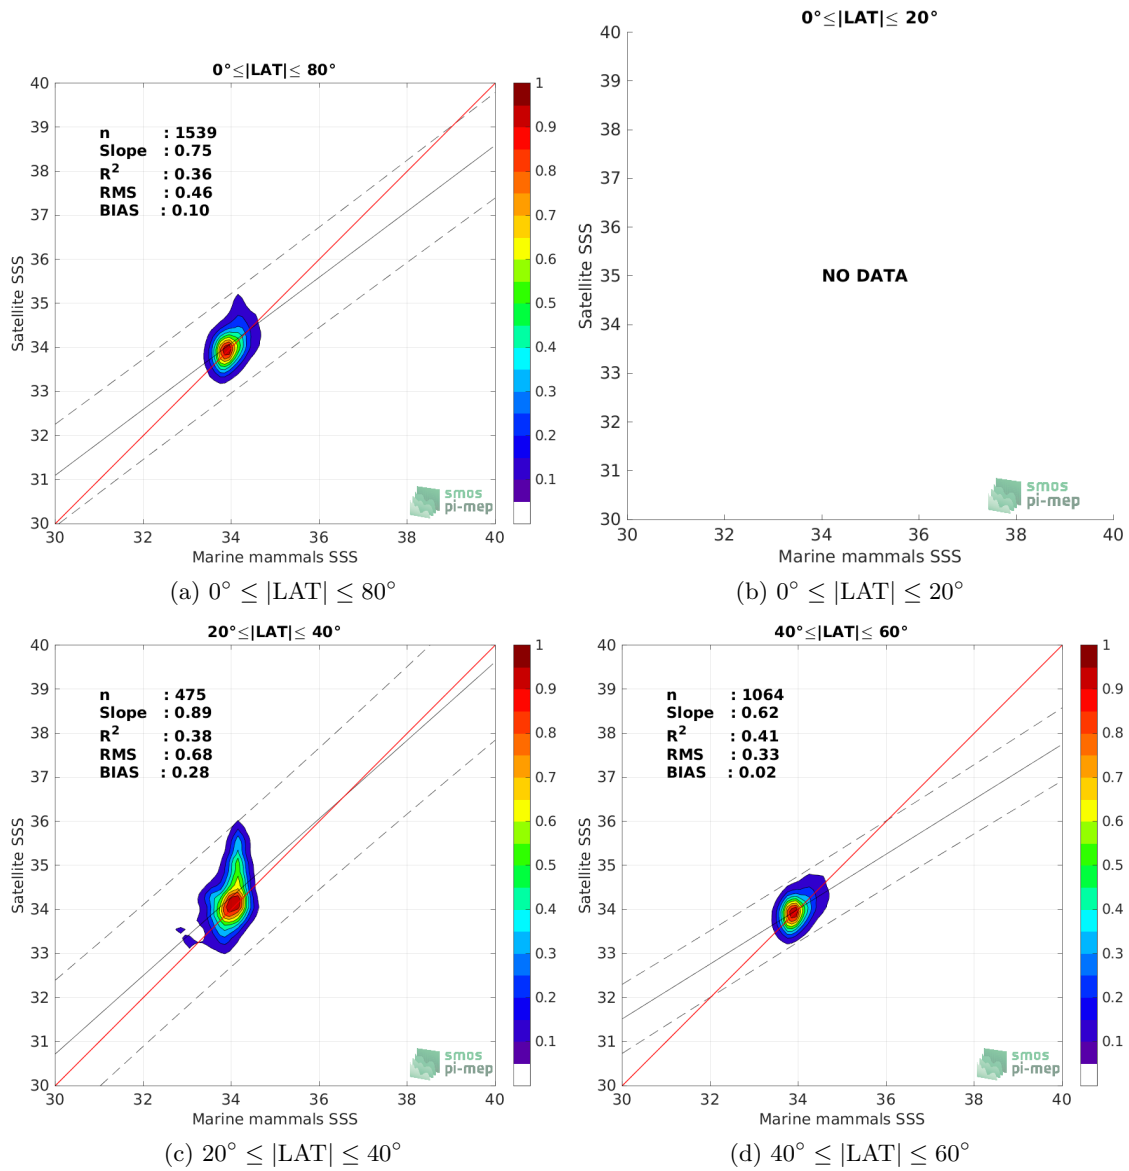 0°≤|LAT|≤ 80°
40
39
38
37
36
35
34
33
32
31
30
Satellite SSS
n : 1539
Slope : 0.75
R² : 0.36
RMS : 0.46
BIAS : 0.10
smos
pi-mep
30 32 34 36 38 40
Marine mammals SSS
1
0.9
0.8
0.7
0.6
0.5
0.4
0.3
0.2
0.1
(a) 0° ≤ |LAT| ≤ 80°
0°≤|LAT|≤ 20°
40
39
38
37
36
35
34
33
32
31
30
Satellite SSS
NO DATA
smos
pi-mep
30 32 34 36 38 40
Marine mammals SSS
(b) 0° ≤ |LAT| ≤ 20°
20°≤|LAT|≤ 40°
40
39
38
37
36
35
34
33
32
31
30
Satellite SSS
n : 475
Slope : 0.89
R² : 0.38
RMS : 0.68
BIAS : 0.28
smos
pi-mep
30 32 34 36 38 40
Marine mammals SSS
1
0.9
0.8
0.7
0.6
0.5
0.4
0.3
0.2
0.1
(c) 20° ≤ |LAT| ≤ 40°
40°≤|LAT|≤ 60°
40
39
38
37
36
35
34
33
32
31
30
Satellite SSS
n : 1064
Slope : 0.62
R² : 0.41
RMS : 0.33
BIAS : 0.02
smos
pi-mep
30 32 34 36 38 40
Marine mammals SSS
1
0.9
0.8
0.7
0.6
0.5
0.4
0.3
0.2
0.1
(d) 40° ≤ |LAT| ≤ 60°